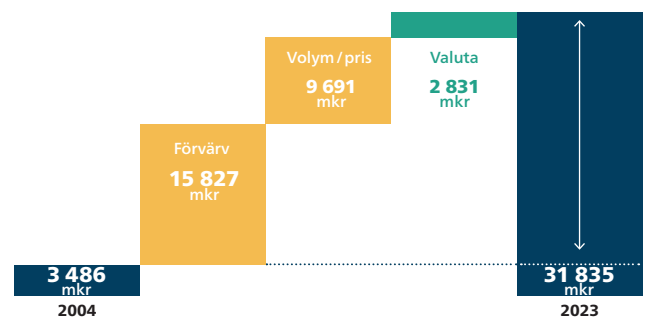 Volym/pris
9 691
mkr
Valuta
2 831
mkr
Förvärv
15 827
mkr
3 486
mkr
2004
31 835
mkr
2023